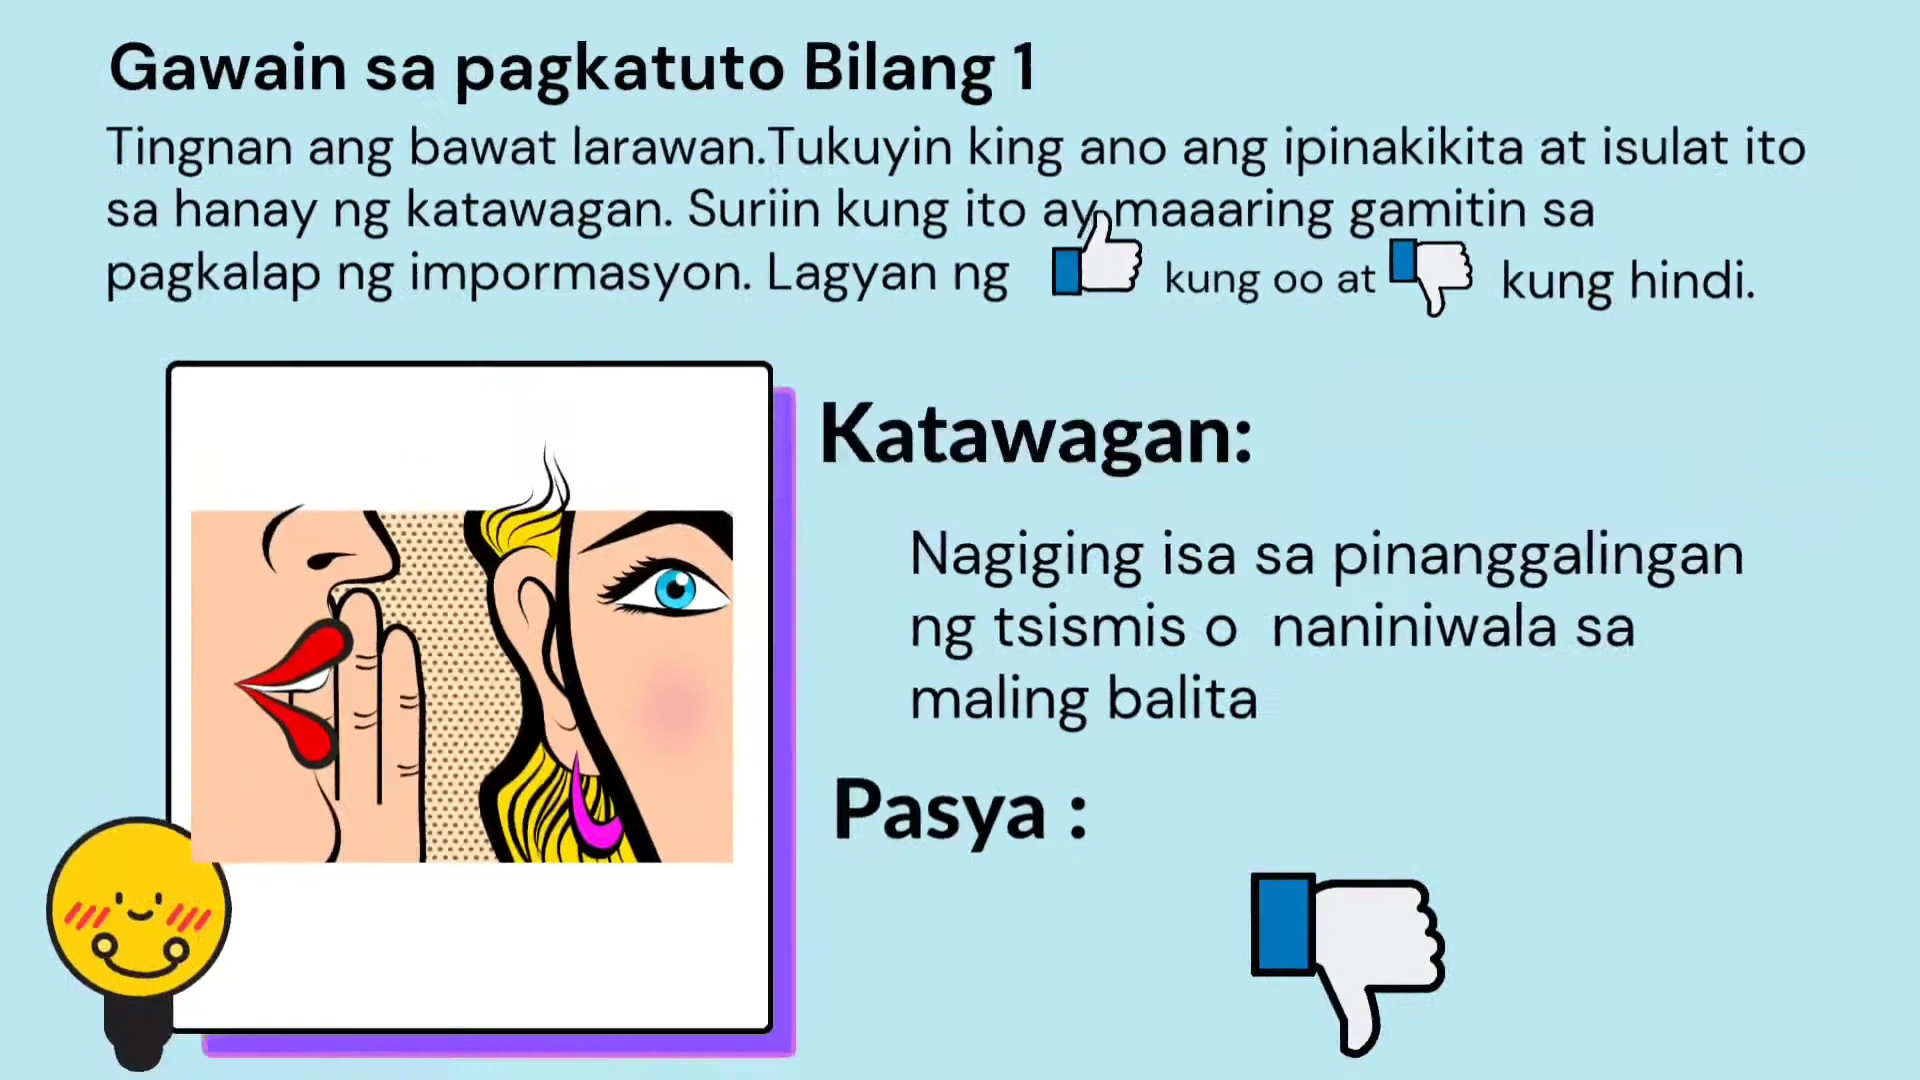 Gawain sa pagkatuto Bilang 1
Tingnan ang bawat larawan.Tukuyin king ano ang ipinakikita at isulat ito
sa hanay ng katawagan. Suriin kung ito ay maaaring gamitin sa
pagkalap ng impormasyon. Lagyan ng kung oo at kung hindi.
Katawagan:
Nagiging isa sa pinanggalingan
ng tsismis o naniniwala sa
maling balita
Pasya :